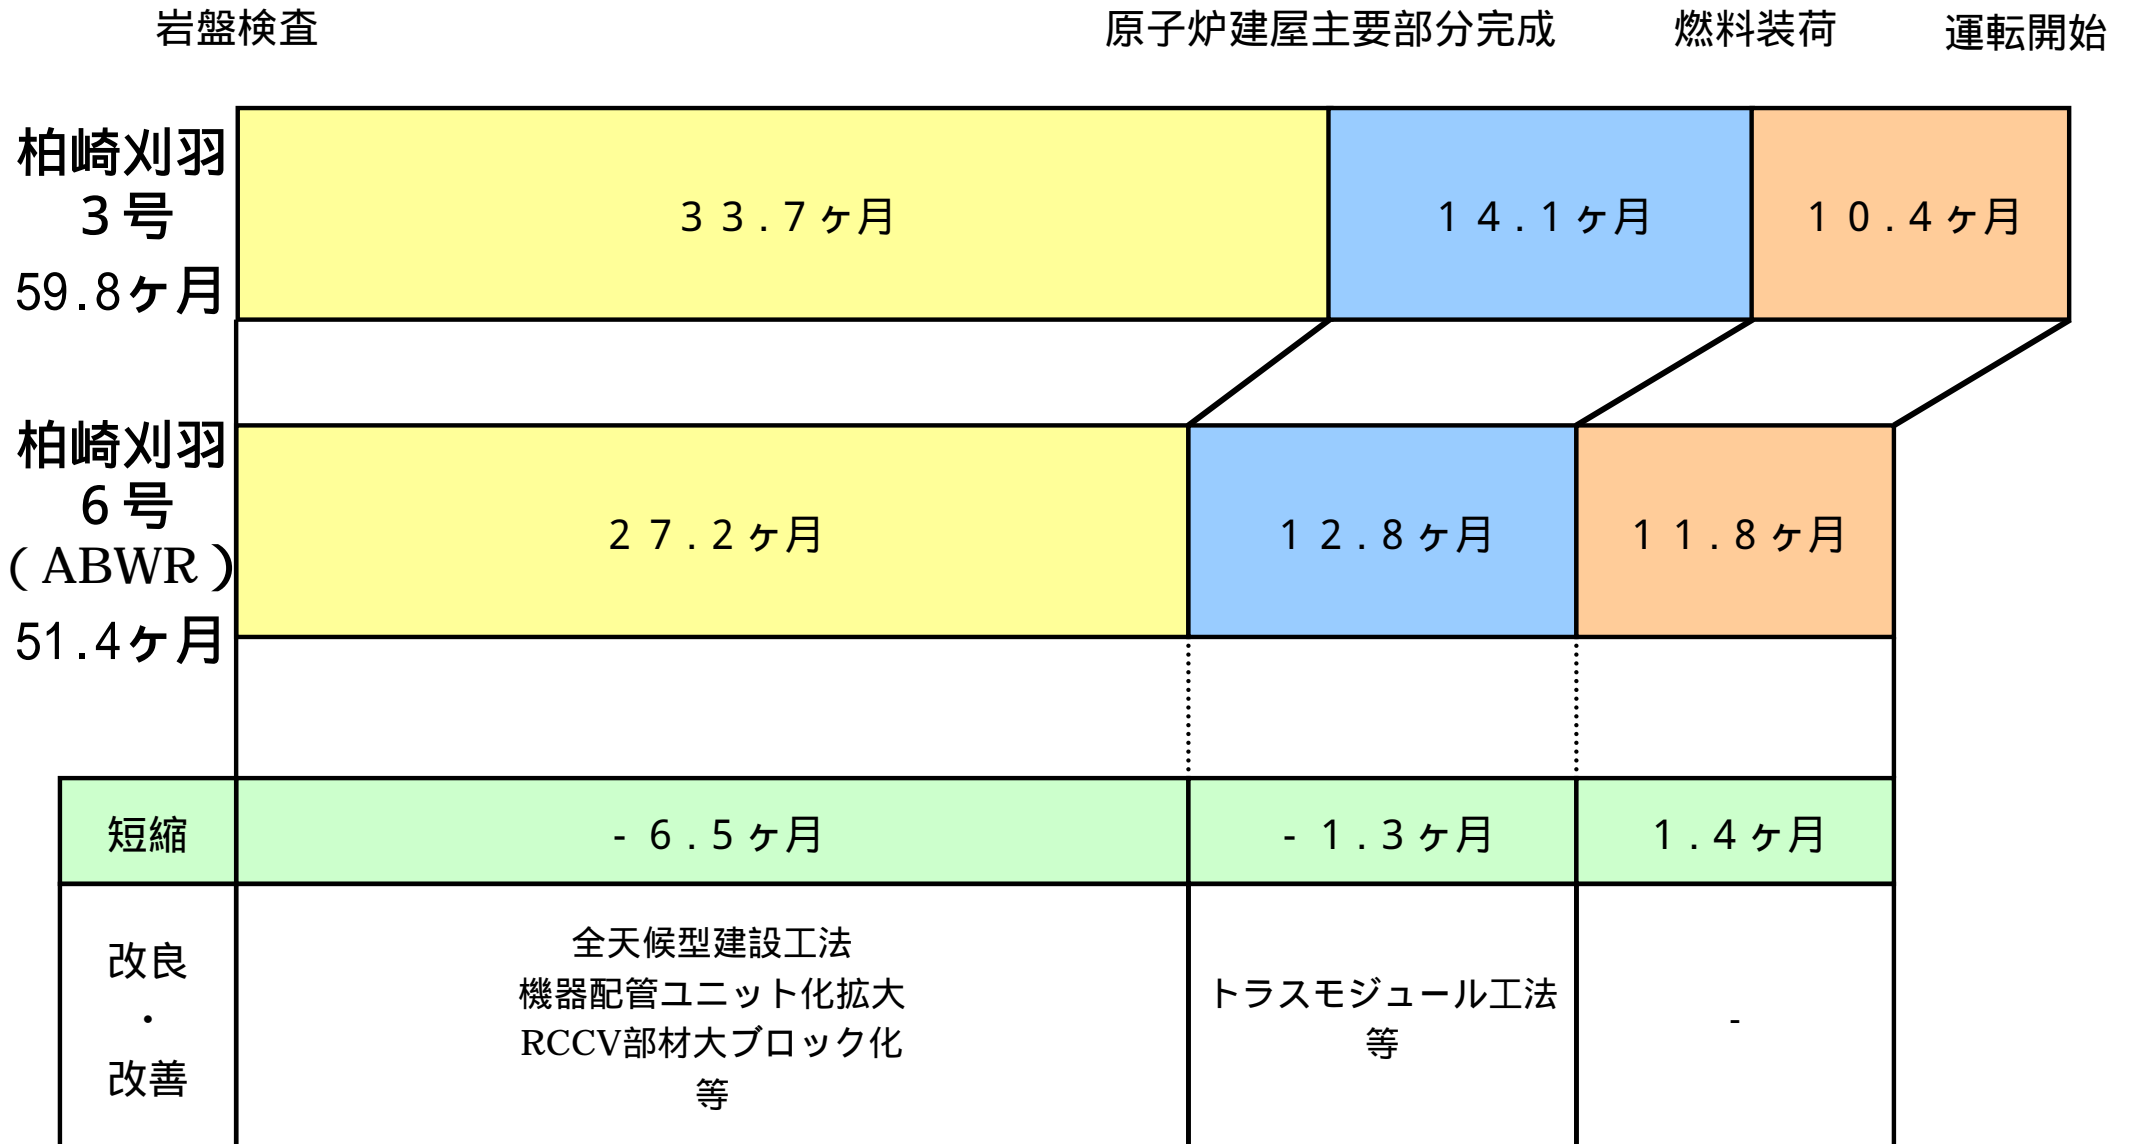 岩盤検査
原子炉建屋主要部分完成
燃料装荷
運転開始
柏崎刈羽
3号
59.8ヶ月
33.7ヶ月
14.1ヶ月
10.4ヶ月
柏崎刈羽
6号
(ABWR)
51.4ヶ月
27.2ヶ月
12.8ヶ月
11.8ヶ月
短縮
-6.5ヶ月
-1.3ヶ月
1.4ヶ月
改良
・
改善
全天候型建設工法
機器配管ユニット化拡大
RCCV部材大ブロック化
等
トラスモジュール工法
等
-